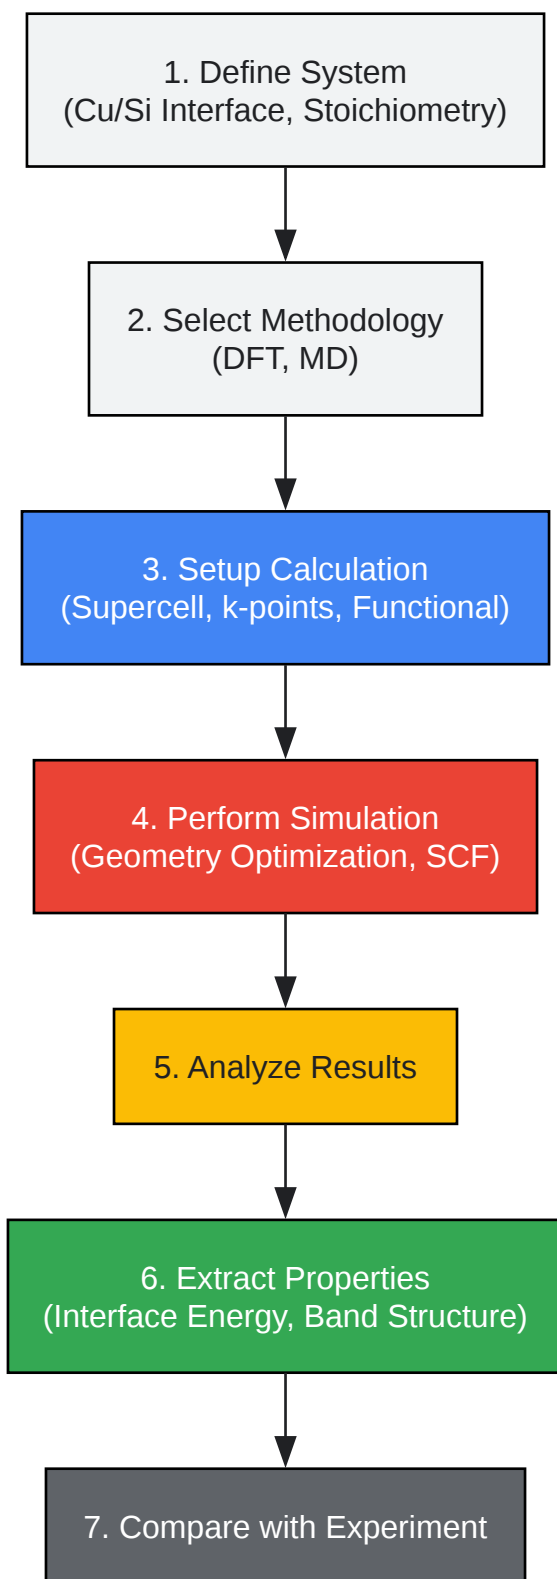 1. Define System
(Cu/Si Interface, Stoichiometry)
2. Select Methodology
(DFT, MD)
3. Setup Calculation
(Supercell, k-points, Functional)
4. Perform Simulation
(Geometry Optimization, SCF)
5. Analyze Results
6. Extract Properties
(Interface Energy, Band Structure)
7. Compare with Experiment